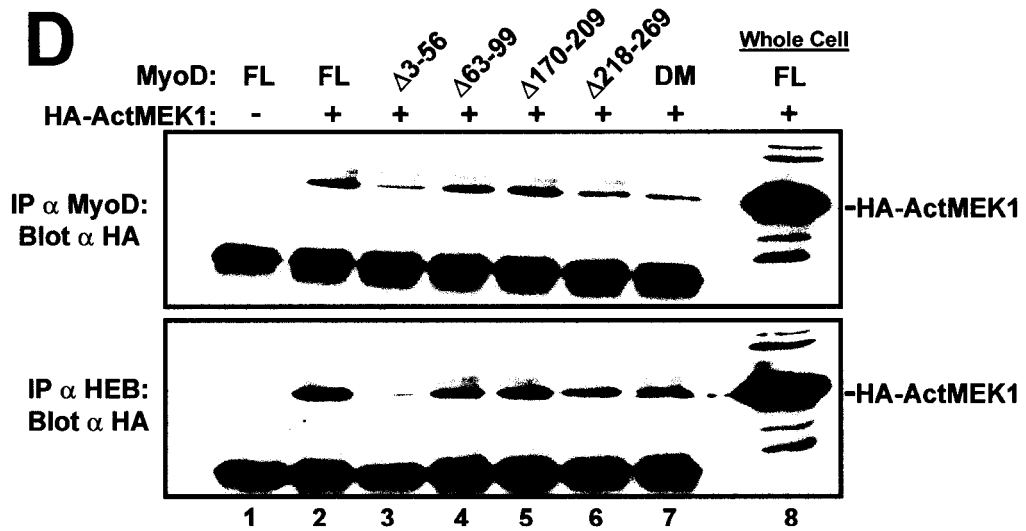 D
Whole Cell
MyoD: FL FL Δ3-56 Δ63-99 Δ170-209 Δ218-269 DM FL
HA-ActMEK1: - + + + + + + +
IP α MyoD:
Blot α HA
-HA-ActMEK1
IP α HEB:
Blot α HA
-HA-ActMEK1
1 2 3 4 5 6 7 8